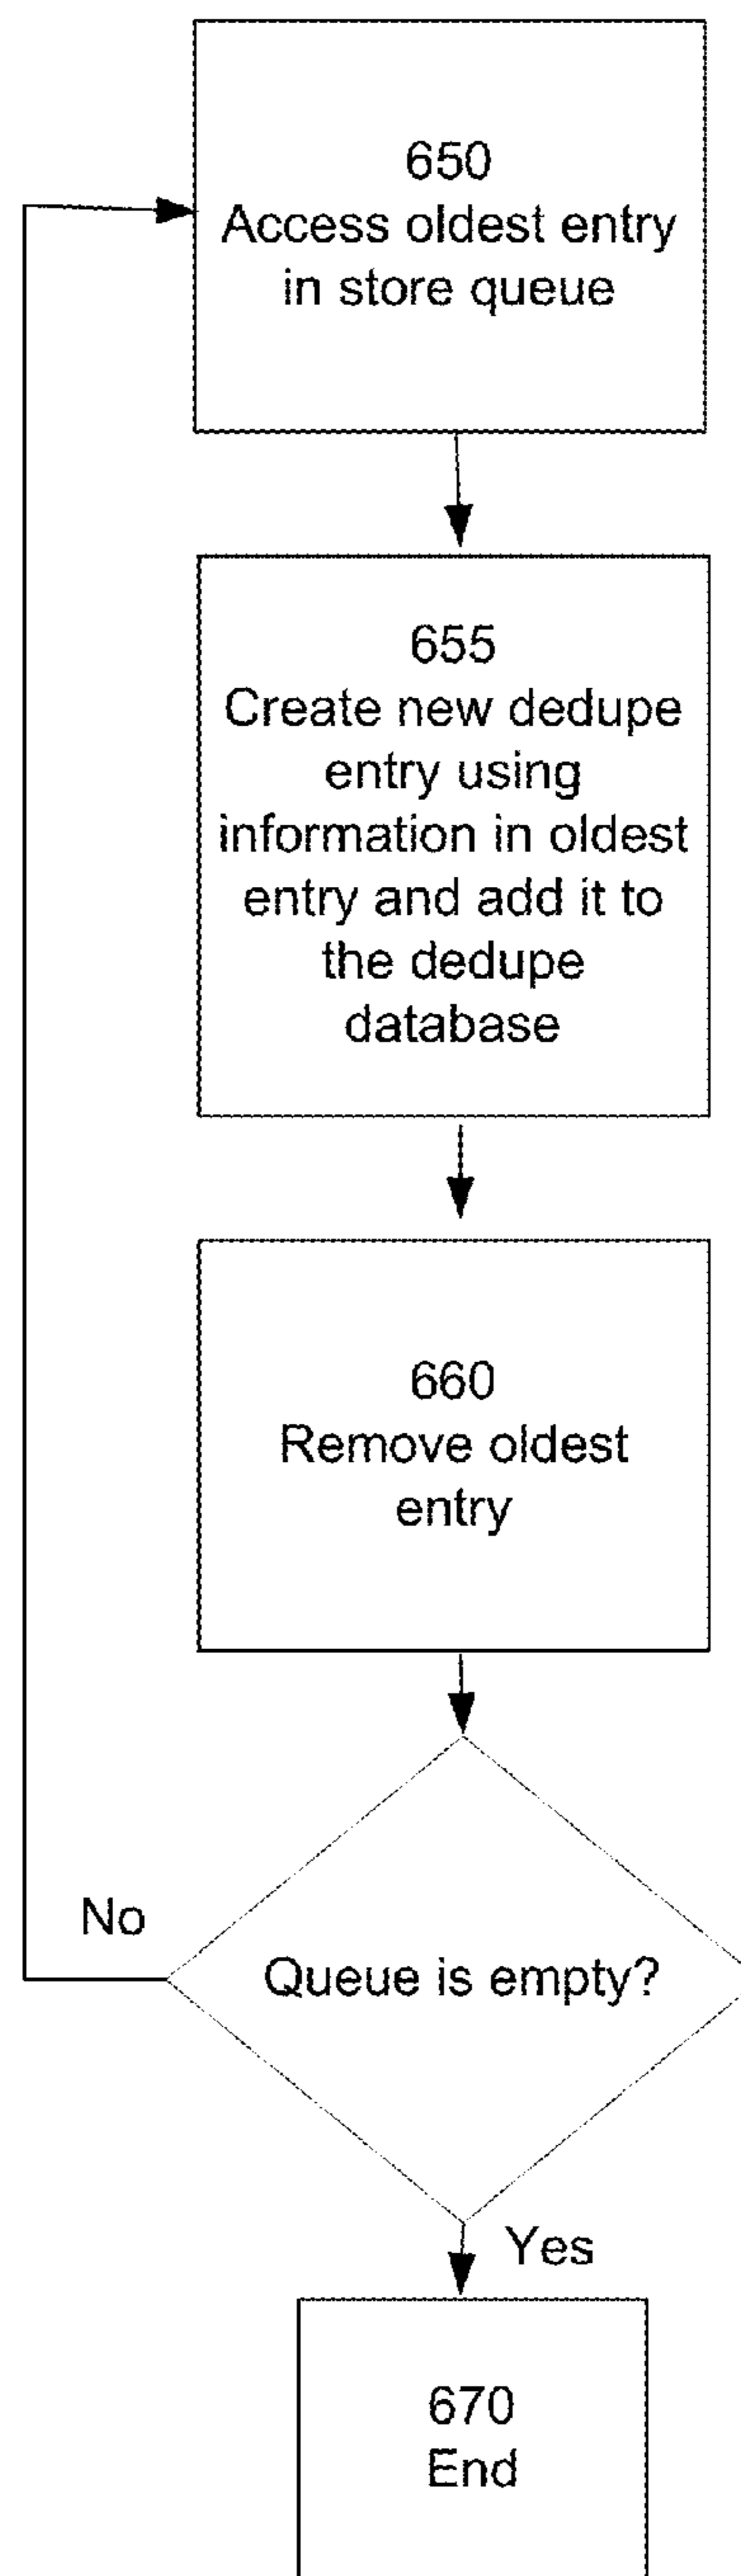 650
Access oldest entry
in store queue
655
Create new dedupe
entry using
information in oldest
entry and add it to
the dedupe
database
660
Remove oldest
entry
No
Queue is empty?
Yes
670
End